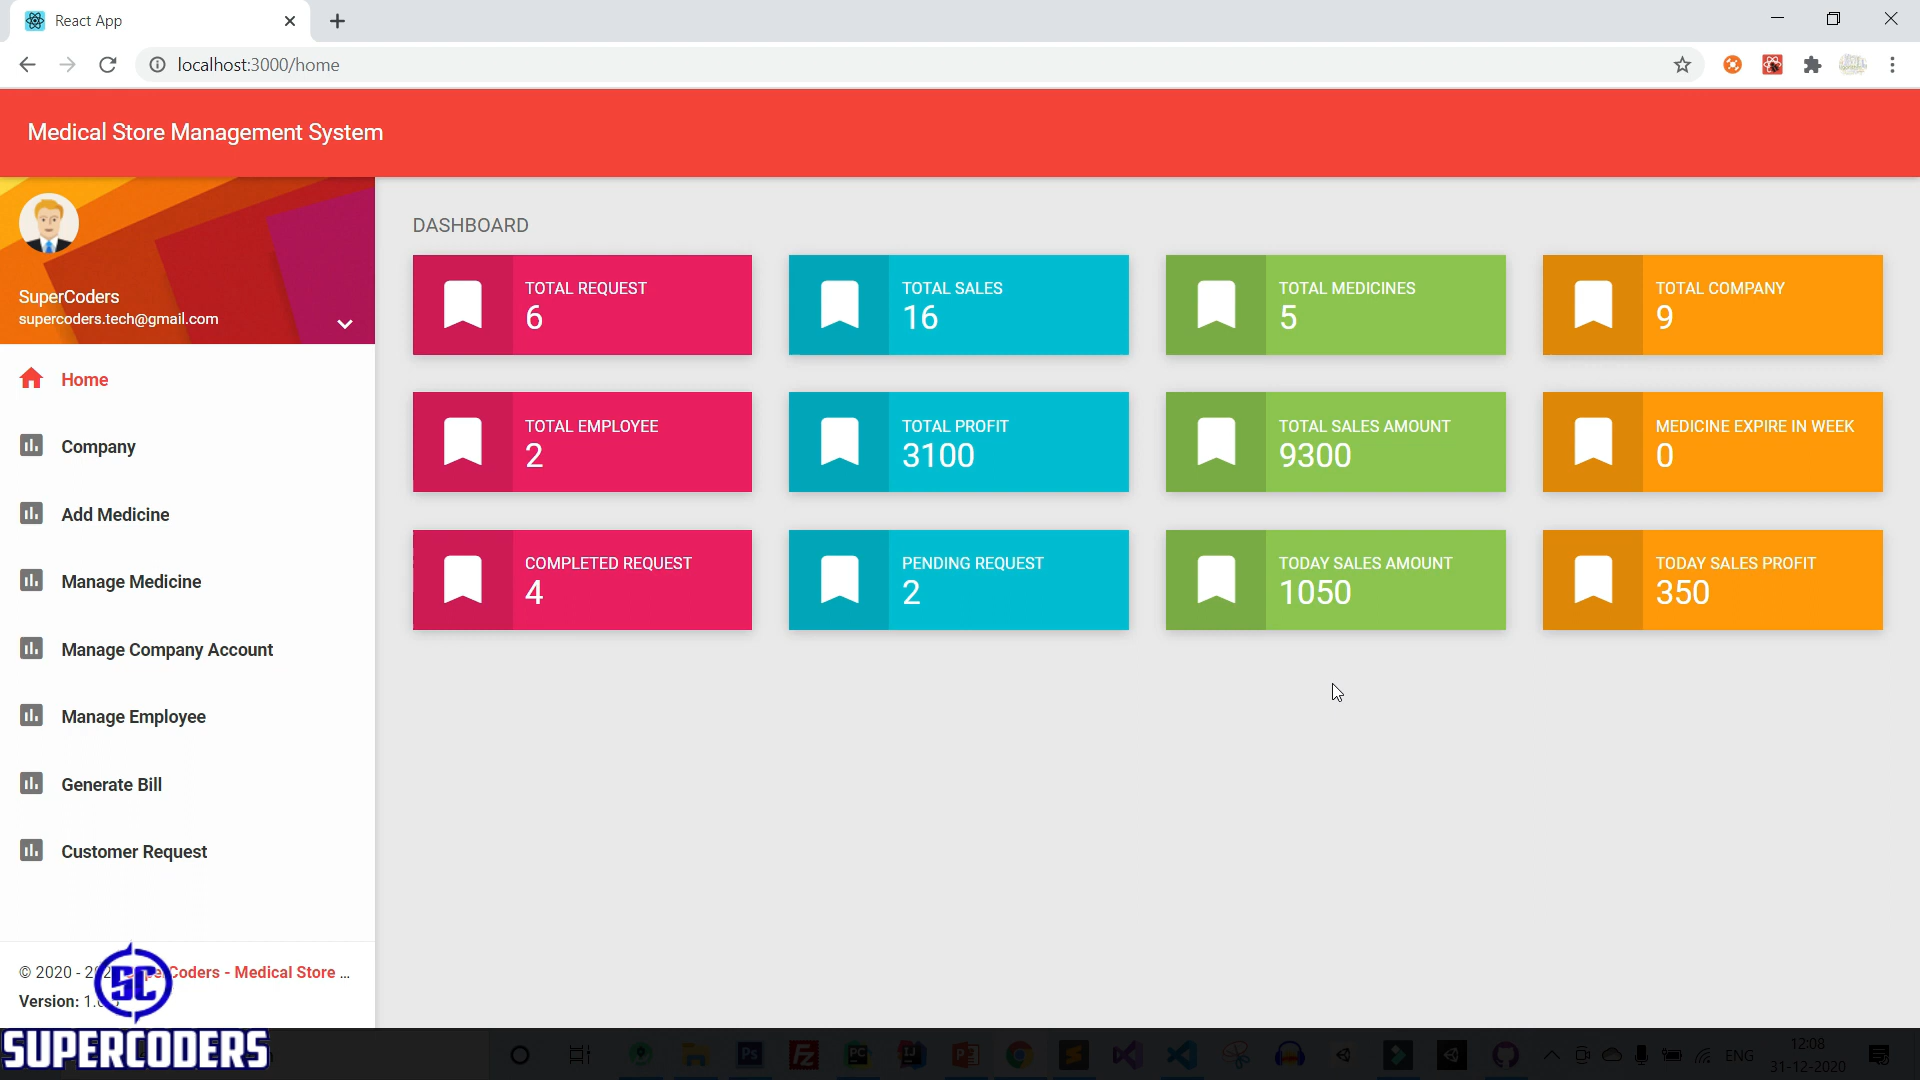 React App
localhost:3000/home
Medical Store Management System
SuperCoders
supercoders.tech@gmail.com
Home
Company
Add Medicine
Manage Medicine
Manage Company Account
Manage Employee
Generate Bill
Customer Request
© 2020 - Coders - Medical Store ...
Version:
DASHBOARD
TOTAL REQUEST
6
TOTAL SALES
16
TOTAL MEDICINES
5
TOTAL COMPANY
9
TOTAL EMPLOYEE
2
TOTAL PROFIT
3100
TOTAL SALES AMOUNT
9300
MEDICINE EXPIRE IN WEEK
0
COMPLETED REQUEST
4
PENDING REQUEST
2
TODAY SALES AMOUNT
1050
TODAY SALES PROFIT
350
SC
SUPERCODERS
Ps
FZ
PC
IJ
ENG
12:08
31-12-2020